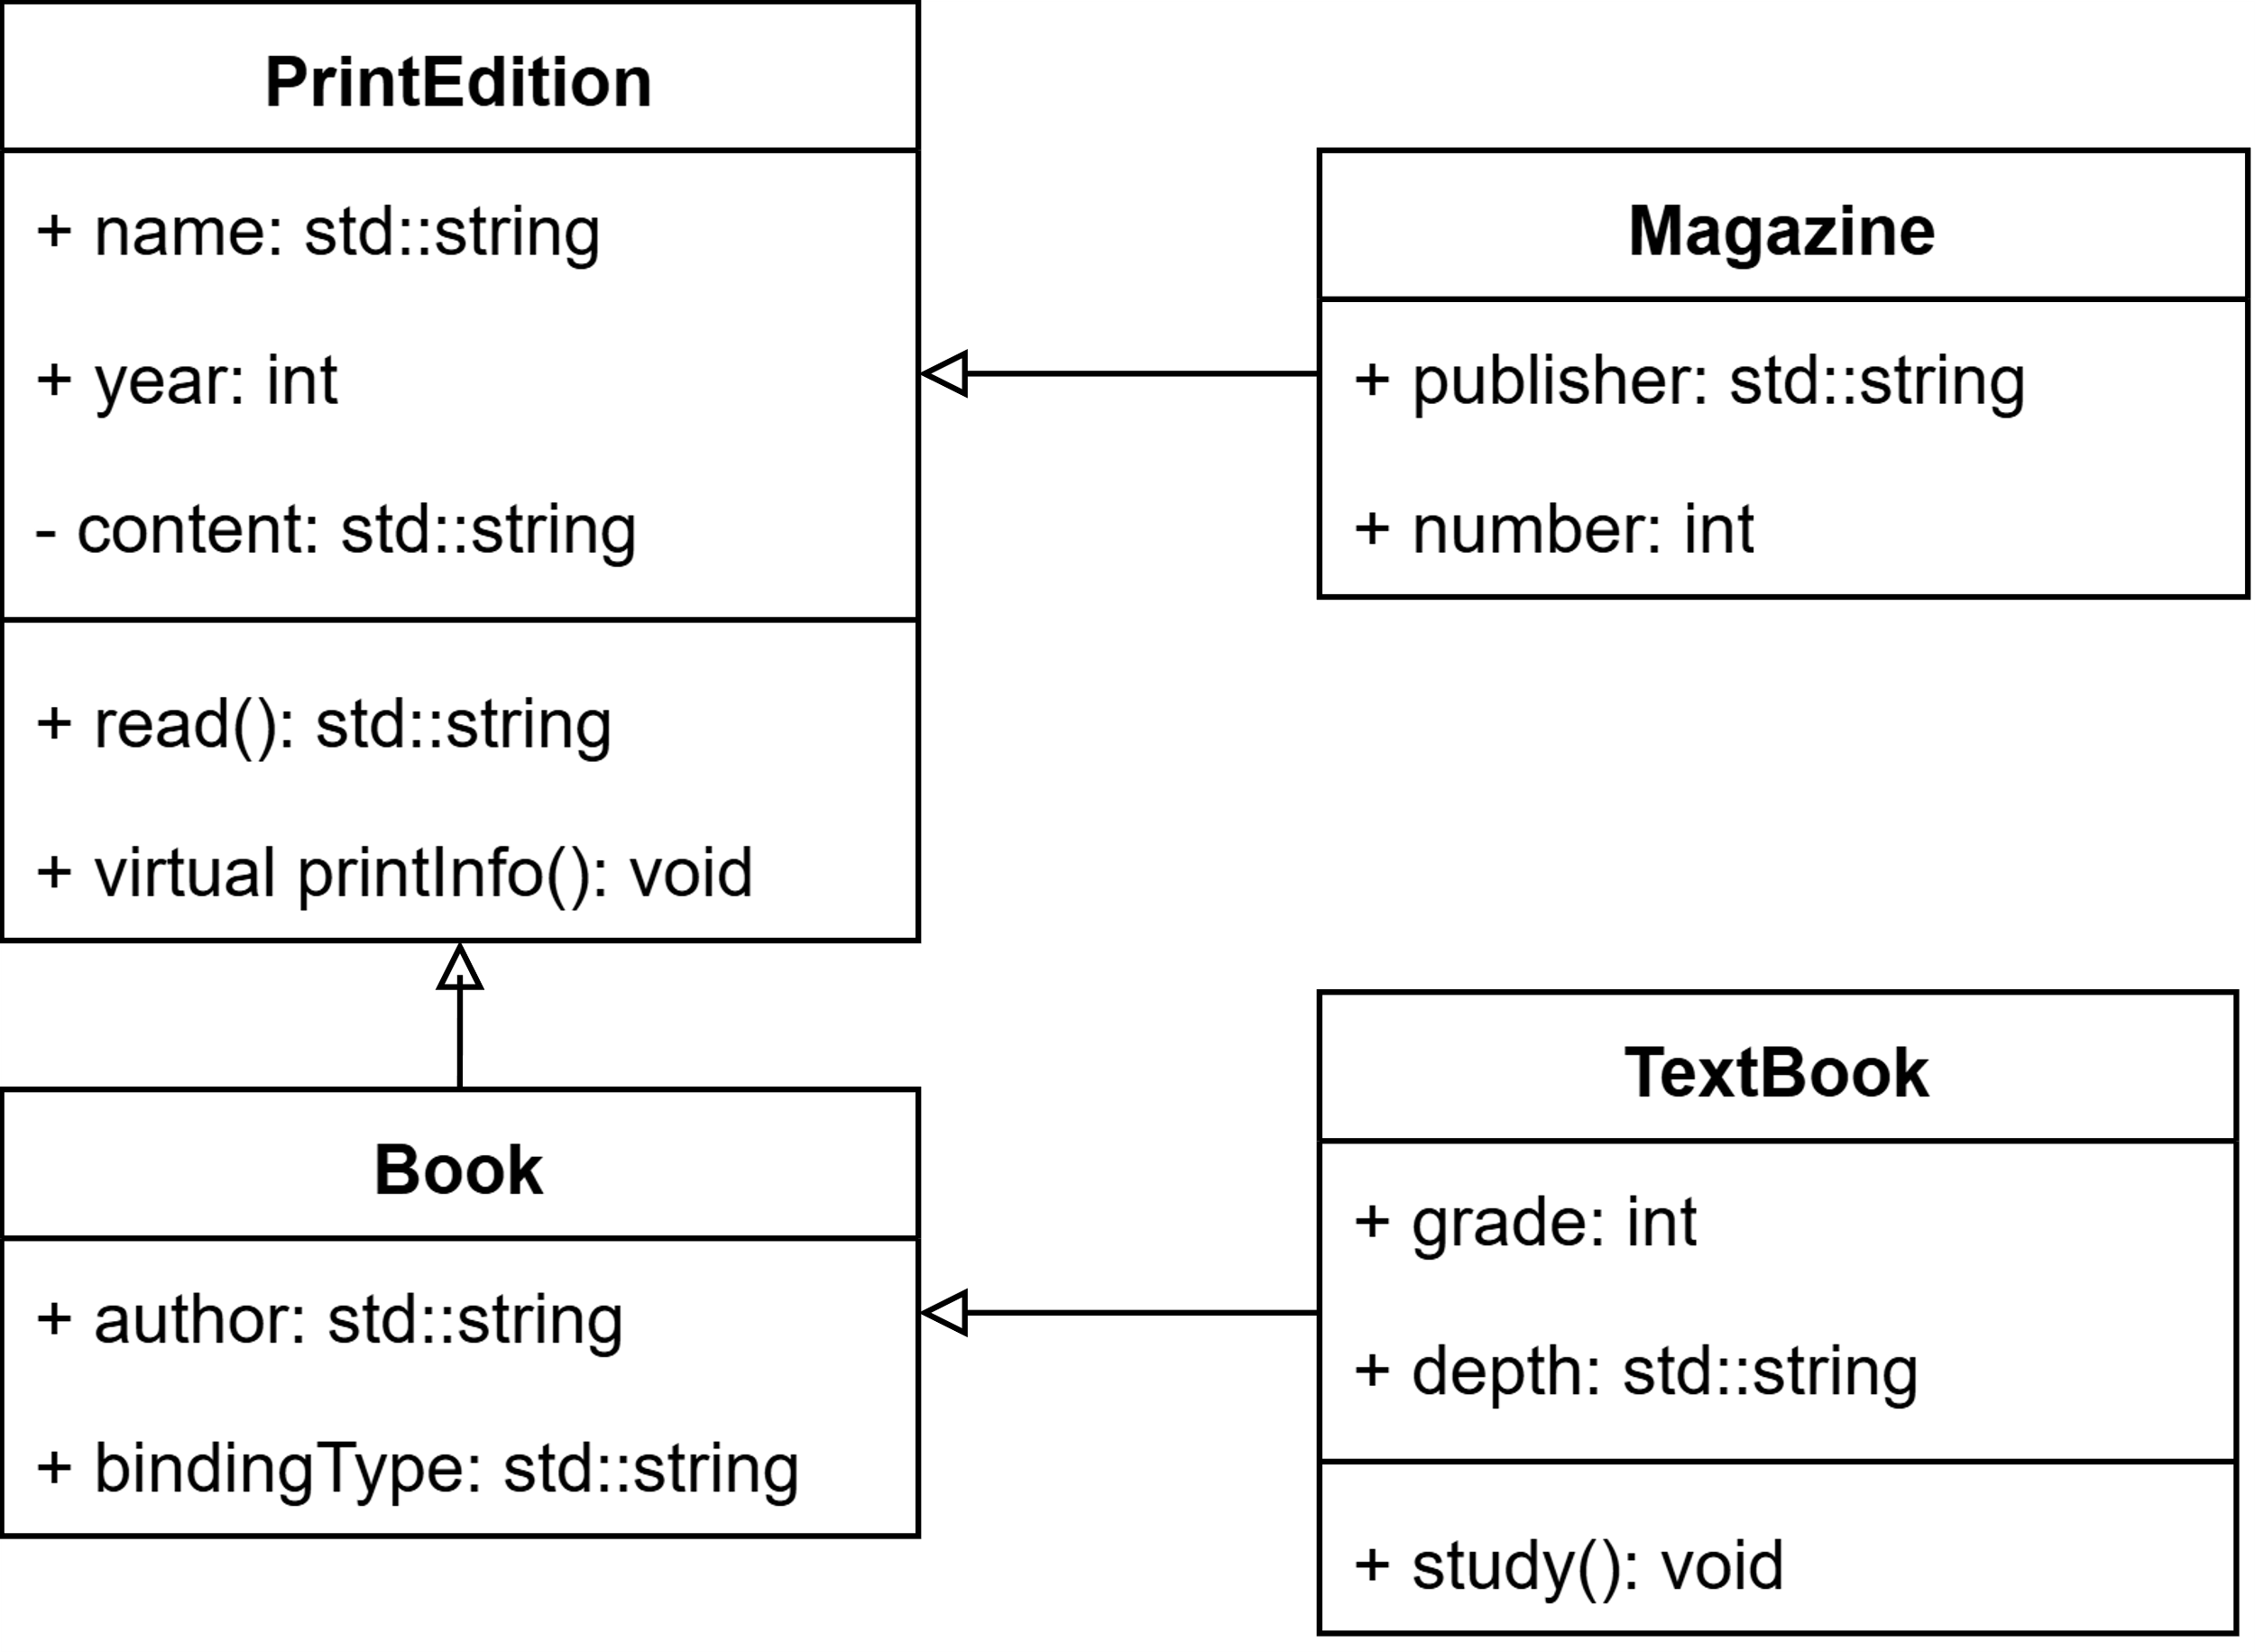 PrintEdition
+ name: std::string
+ year: int
- content: std::string
+ read(): std::string
+ virtual printInfo(): void
Magazine
+ publisher: std::string
+ number: int
Book
+ author: std::string
+ bindingType: std::string
TextBook
+ grade: int
+ depth: std::string
+ study(): void